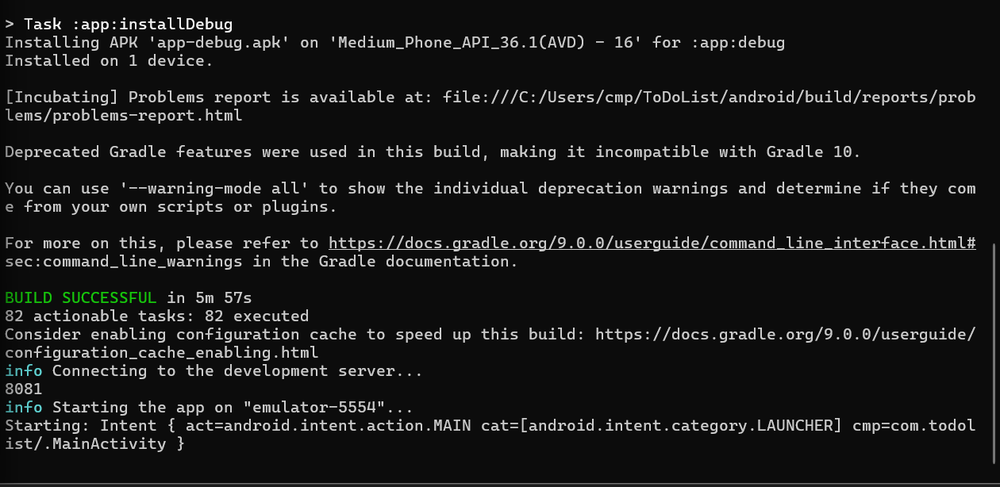 > Task :app:installDebug
Installing APK 'app-debug.apk' on 'Medium_Phone_API_36.1(AVD) - 16' for :app:debug
Installed on 1 device.
[Incubating] Problems report is available at: file:///C:/Users/cmp/ToDoList/android/build/reports/prob
lems/problems-report.html
Deprecated Gradle features were used in this build, making it incompatible with Gradle 10.
You can use '--warning-mode all' to show the individual deprecation warnings and determine if they com
e from your own scripts or plugins.
For more on this, please refer to https://docs.gradle.org/9.0.0/userguide/command_line_interface.html#
sec:command_line_warnings in the Gradle documentation.
BUILD SUCCESSFUL in 5m 57s
82 actionable tasks: 82 executed
Consider enabling configuration cache to speed up this build: https://docs.gradle.org/9.0.0/userguide/
configuration_cache_enabling.html
info Connecting to the development server...
8081
info Starting the app on "emulator-5554"...
Starting: Intent { act=android.intent.action.MAIN cat=[android.intent.category.LAUNCHER] cmp=com.todol
ist/.MainActivity }